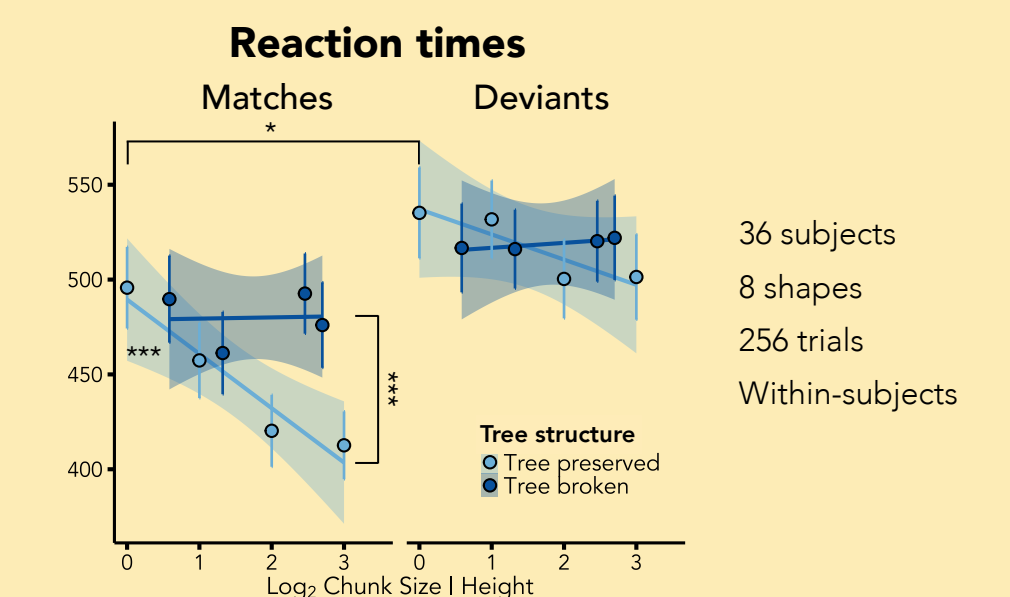 Reaction times
Matches
Deviants
*
550
500
450
400
***
***
36 subjects
8 shapes
256 trials
Within-subjects
Tree structure
Tree preserved
Tree broken
0 1 2 3
0 1 2 3
Log₂ Chunk Size | Height